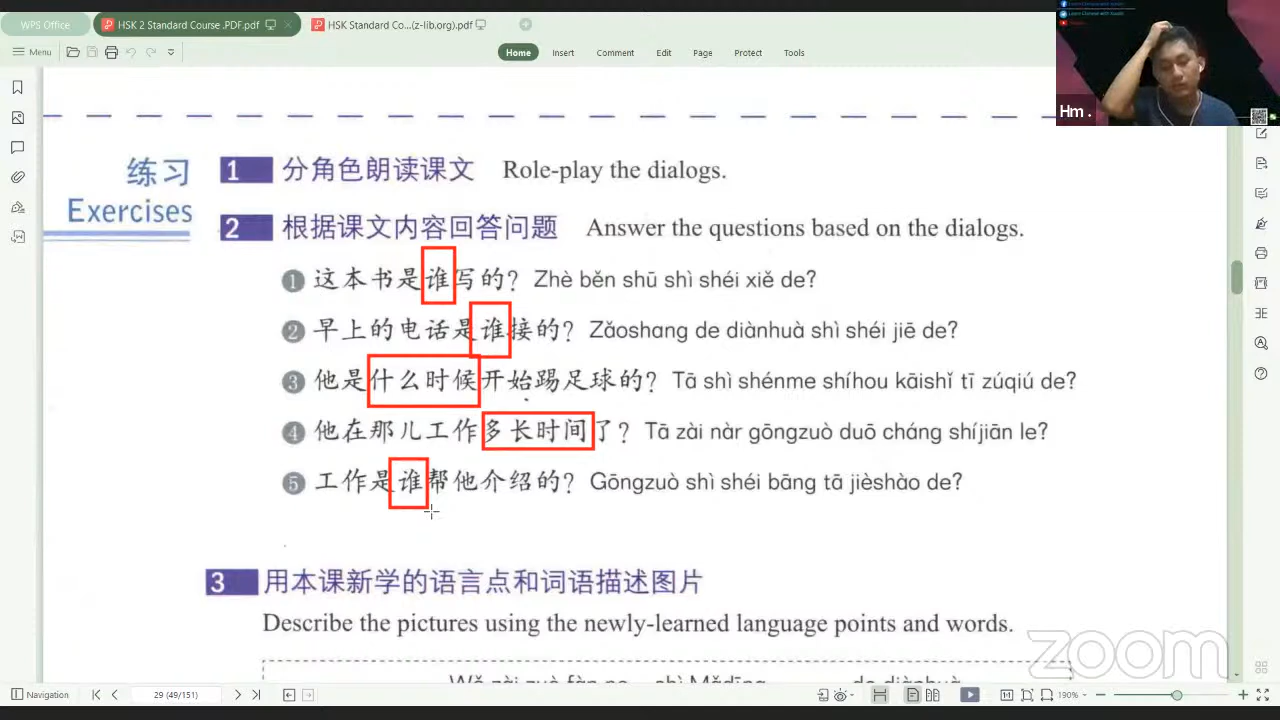 WPS Office
HSK 2 Standard Course .PDF.pdf
HSK 2 Standard Co...(z-lib.org).pdf
Menu
Home
Insert
Comment
Edit
Page
Protect
Tools
Hm .
练习
Exercises
1 分角色朗读课文 Role-play the dialogs.
2 根据课文内容回答问题 Answer the questions based on the dialogs.
1 这本书是谁写的? Zhè běn shū shì shéi xiě de?
2 早上的电话是谁接的? Zǎoshang de diànhuà shì shéi jiē de?
3 他是什么时候开始踢足球的? Tā shì shénme shíhou kāishǐ tī zúqiú de?
4 他在那儿工作多长时间了? Tā zài nàr gōngzuò duō cháng shíjiān le?
5 工作是谁帮他介绍的? Gōngzuò shì shéi bāng tā jièshào de?
3 用本课新学的语言点和词语描述图片
Describe the pictures using the newly-learned language points and words.
zoom
Navigation
29 (49/151)
190%